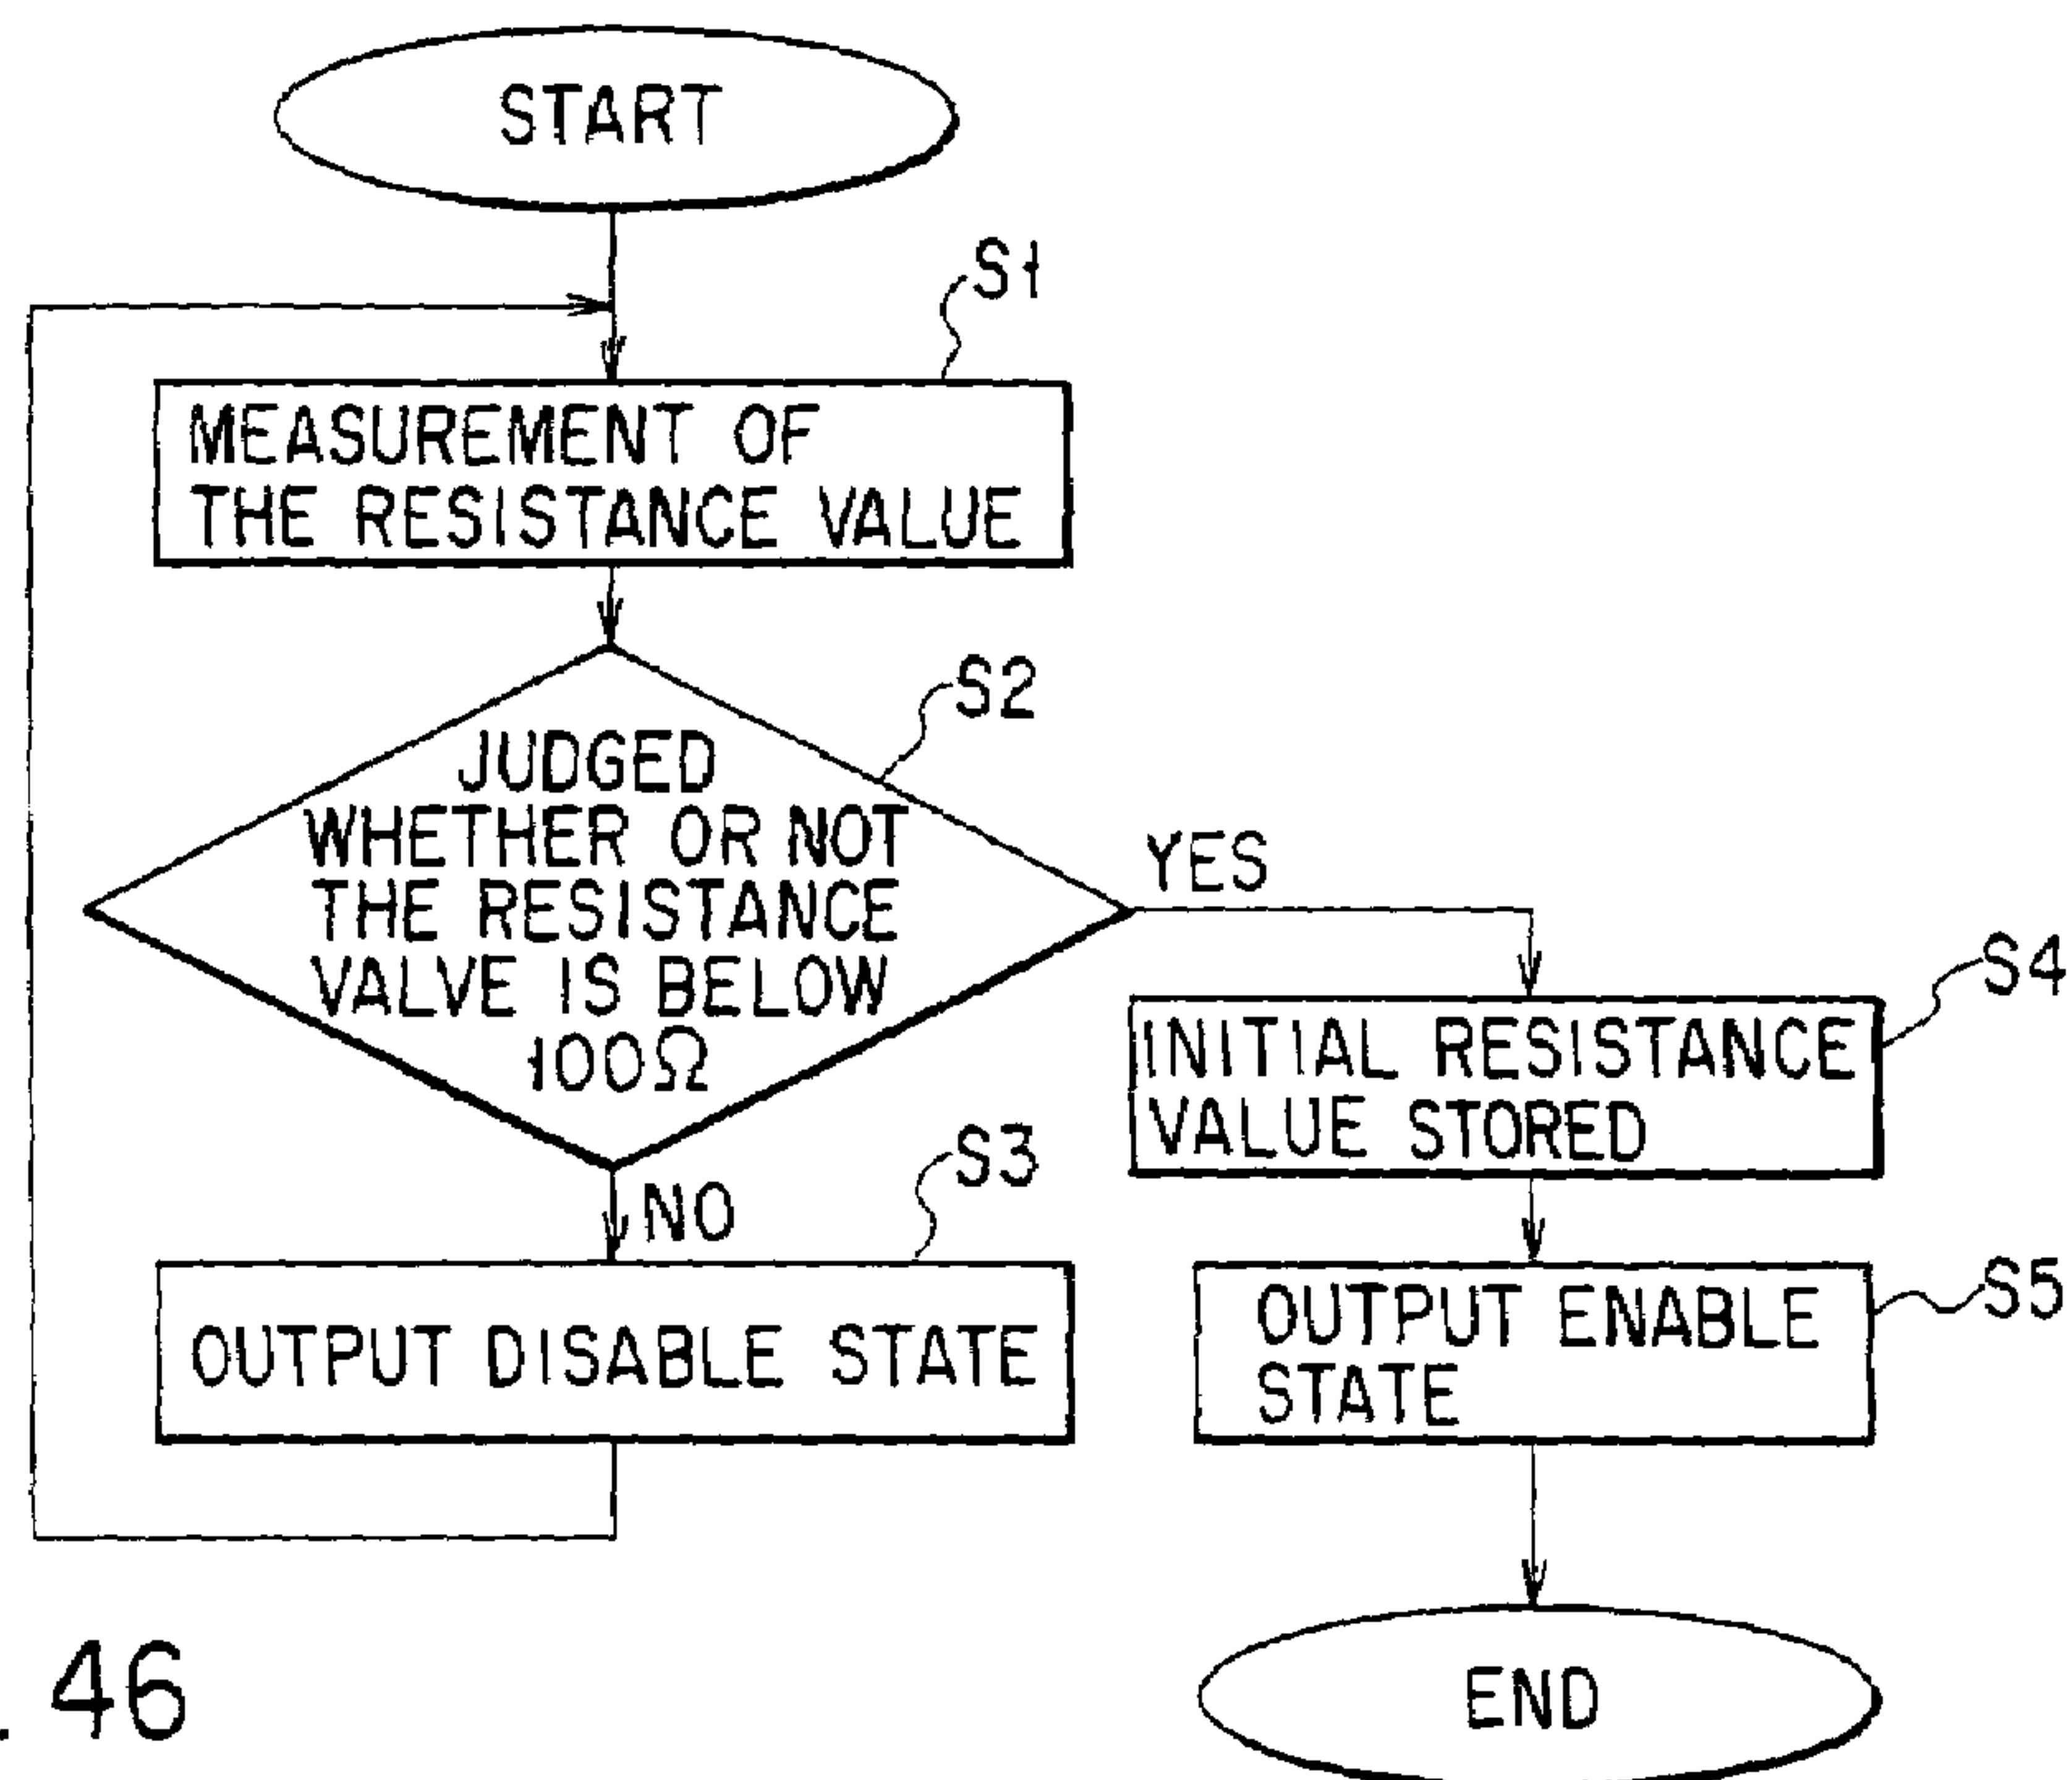 START
S1
MEASUREMENT OF
THE RESISTANCE VALUE
S2
JUDGED
WHETHER OR NOT
THE RESISTANCE
VALVE IS BELOW
100Ω
YES
S4
INITIAL RESISTANCE
VALUE STORED
NO
S3
OUTPUT DISABLE STATE
S5
OUTPUT ENABLE
STATE
END
. 46